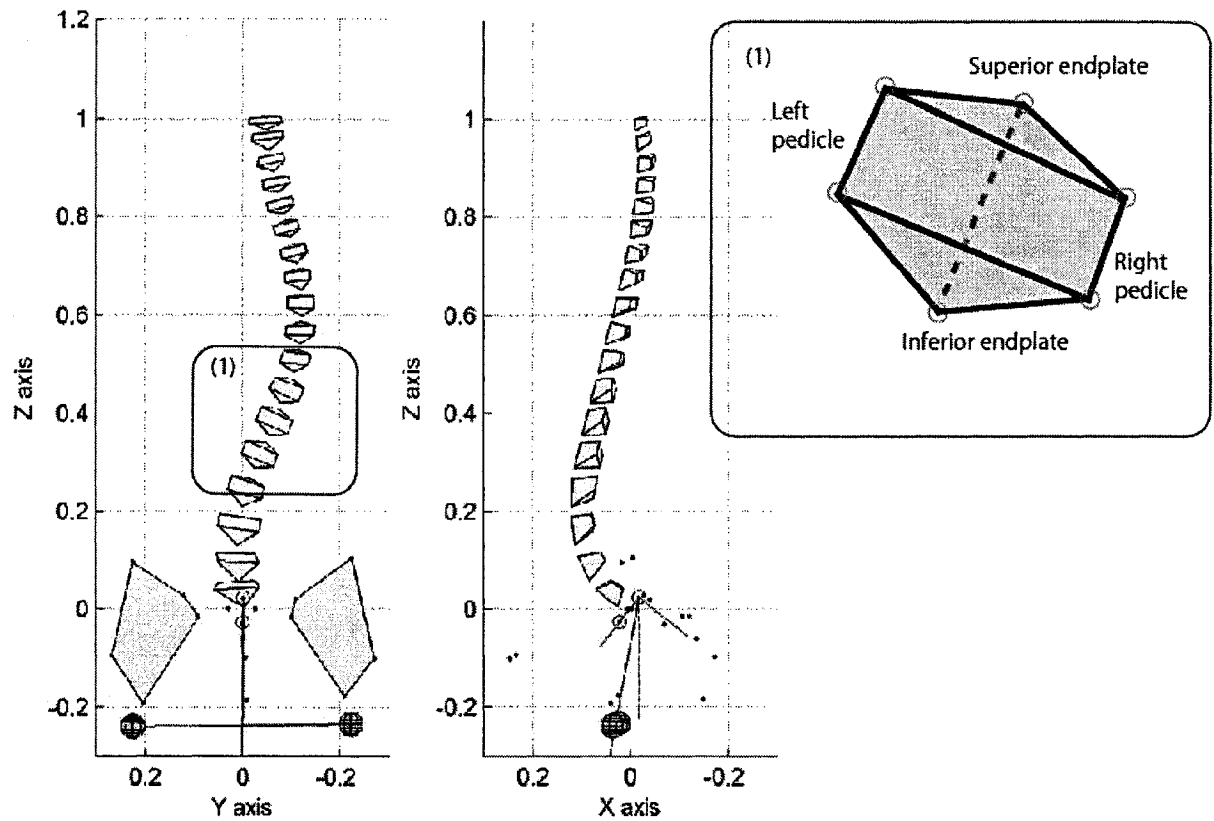 1.2
1
0.8
0.6
0.4
0.2
0
-0.2
Z axis
0.2
0
-0.2
Y axis
(1)
1
0.8
0.6
0.4
0.2
0
-0.2
Z axis
0.2
0
-0.2
X axis
(1)
Superior endplate
Left
pedicle
Right
pedicle
Inferior endplate